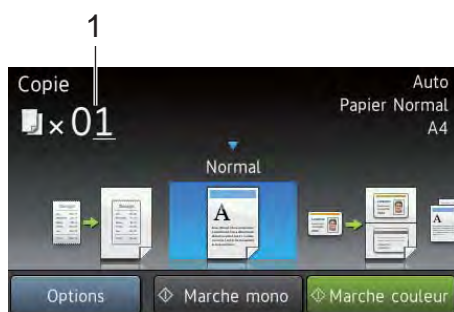 1
Copie
Auto
× 01
Papier Normal
A4
Normal
A
Options
Marche mono
Marche couleur